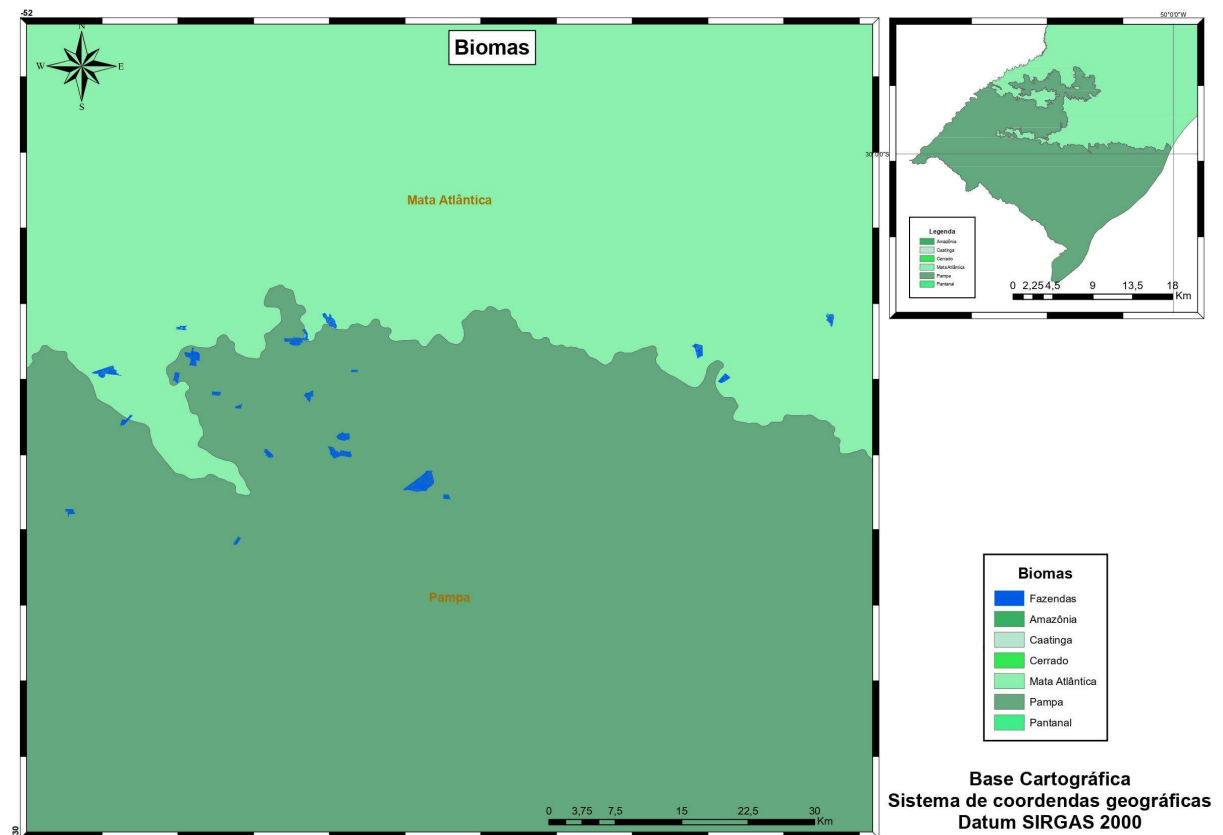 -52
N
W
E
S
Biomas
Mata Atlântica
Pampa
0 3,75 7,5 15 22,5 30
Km
30
50°0'0"W
30°0'0"S
Legenda
Amazônia
Caatinga
Cerrado
Mata Atlântica
Pampa
Pantanal
0 2,25 4,5 9 13,5 18
Km
Biomas
Fazendas
Amazônia
Caatinga
Cerrado
Mata Atlântica
Pampa
Pantanal
Base Cartográfica
Sistema de coordendas geográficas
Datum SIRGAS 2000